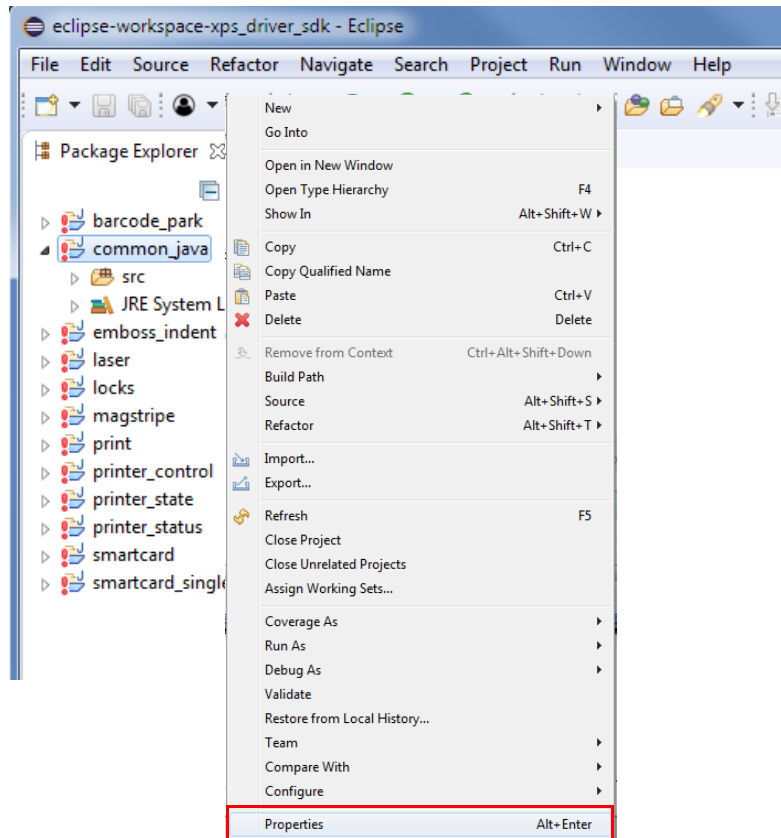 eclipse-workspace-xps_driver_sdk - Eclipse
File Edit Source Refactor Navigate Search Project Run Window Help
Package Explorer
barcode_park
common_java
src
JRE System L
emboss_indent
laser
locks
magstripe
print
printer_control
printer_state
printer_status
smartcard
smartcard_single
New
Go Into
Open in New Window
Open Type Hierarchy F4
Show In Alt+Shift+W
Copy Ctrl+C
Copy Qualified Name
Paste Ctrl+V
Delete Delete
Remove from Context Ctrl+Alt+Shift+Down
Build Path
Source Alt+Shift+S
Refactor Alt+Shift+T
Import...
Export...
Refresh F5
Close Project
Close Unrelated Projects
Assign Working Sets...
Coverage As
Run As
Debug As
Validate
Restore from Local History...
Team
Compare With
Configure
Properties Alt+Enter